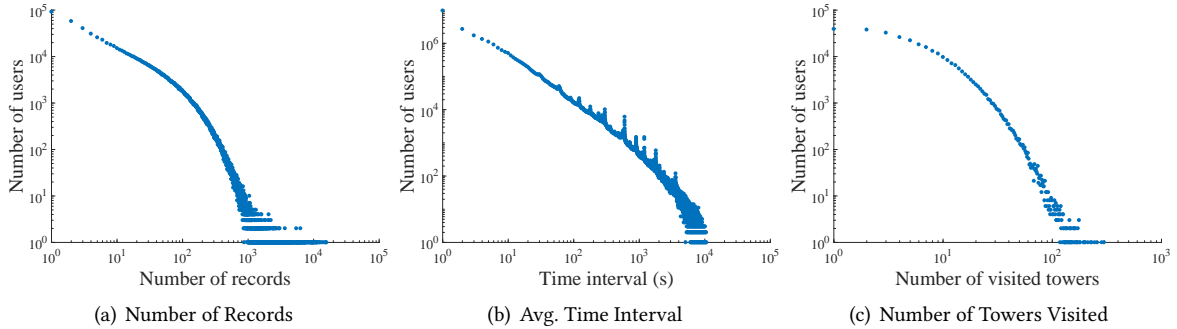 10^5
10^4
10^3
10^2
10^1
10^0
Number of users
10^0 10^1 10^2 10^3 10^4 10^5
Number of records
(a) Number of Records
10^6
10^4
10^2
10^0
Number of users
10^0 10^1 10^2 10^3 10^4 10^5
Time interval (s)
(b) Avg. Time Interval
10^5
10^4
10^3
10^2
10^1
10^0
Number of users
10^0 10^1 10^2 10^3
Number of visited towers
(c) Number of Towers Visited